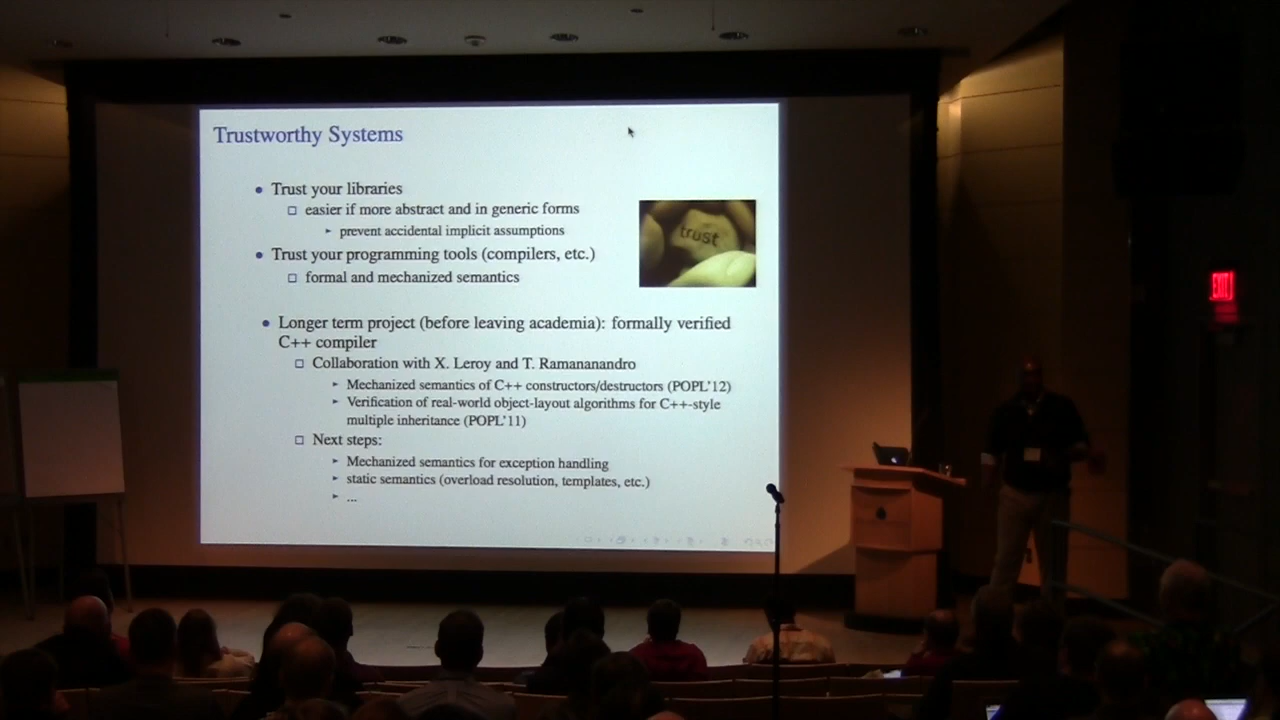 Trustworthy Systems
• Trust your libraries
□ easier if more abstract and in generic forms
► prevent accidental implicit assumptions
• Trust your programming tools (compilers, etc.)
□ formal and mechanized semantics
trust
• Longer term project (before leaving academia): formally verified
C++ compiler
□ Collaboration with X. Leroy and T. Ramananandro
► Mechanized semantics of C++ constructors/destructors (POPL'12)
► Verification of real-world object-layout algorithms for C++-style
multiple inheritance (POPL'11)
□ Next steps:
► Mechanized semantics for exception handling
► static semantics (overload resolution, templates, etc.)
► ...
EXIT